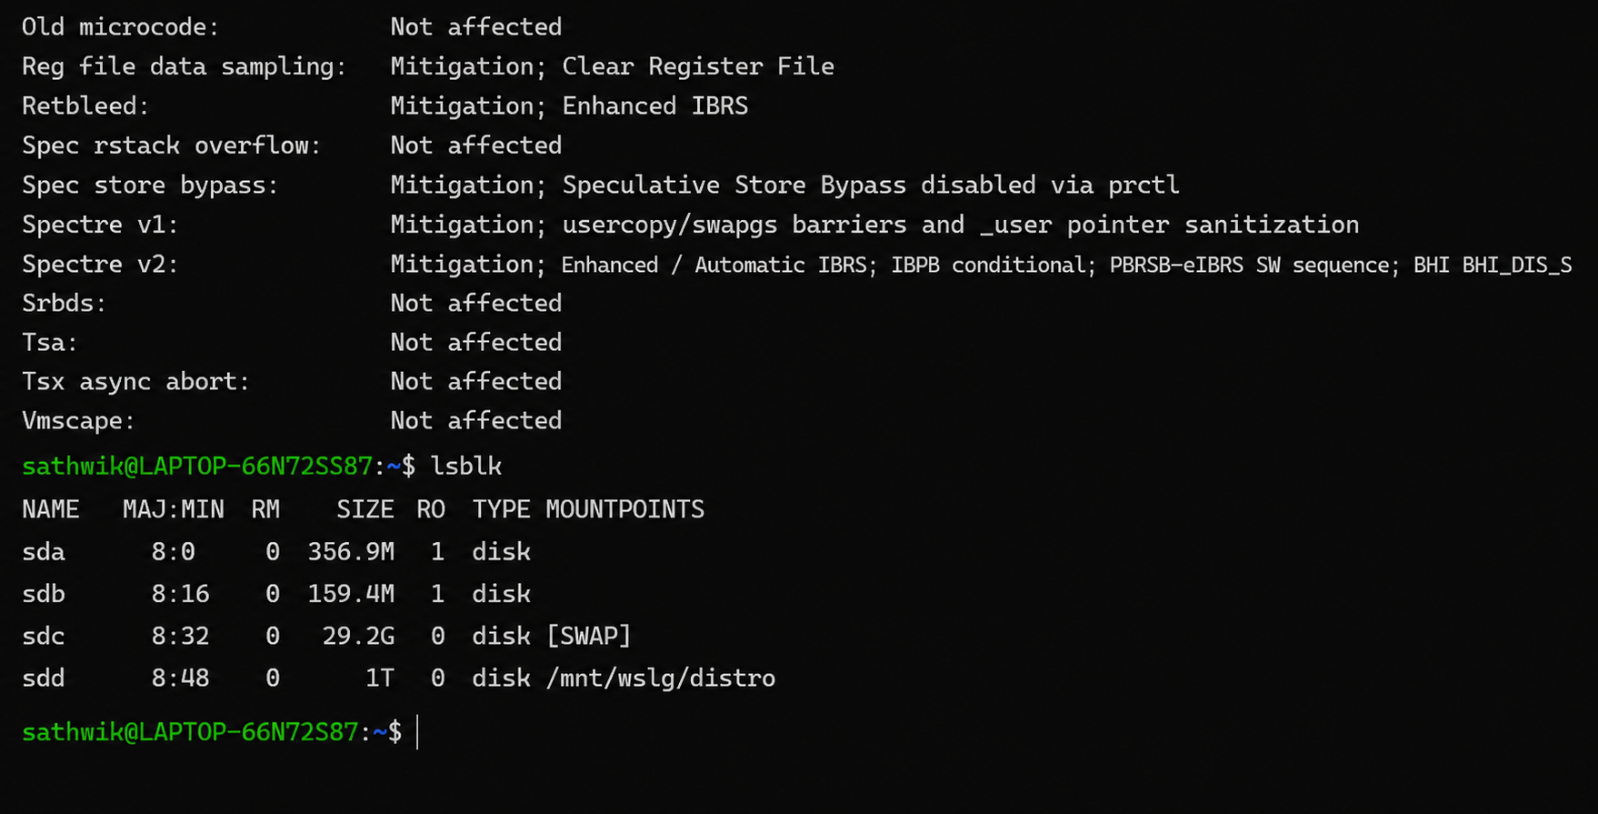 Old microcode: Not affected
Reg file data sampling: Mitigation; Clear Register File
Retbleed: Mitigation; Enhanced IBRS
Spec rstack overflow: Not affected
Spec store bypass: Mitigation; Speculative Store Bypass disabled via prctl
Spectre v1: Mitigation; usercopy/swapgs barriers and _user pointer sanitization
Spectre v2: Mitigation; Enhanced / Automatic IBRS; IBPB conditional; PBRSB-eIBRS SW sequence; BHI BHI_DIS_S
Srbds: Not affected
Tsa: Not affected
Tsx async abort: Not affected
Vmscape: Not affected
sathwik@LAPTOP-66N72SS87:~$ lsblk
NAME MAJ:MIN RM SIZE RO TYPE MOUNTPOINTS
sda 8:0 0 356.9M 1 disk
sdb 8:16 0 159.4M 1 disk
sdc 8:32 0 29.2G 0 disk [SWAP]
sdd 8:48 0 1T 0 disk /mnt/wslg/distro
sathwik@LAPTOP-66N72S87:~$